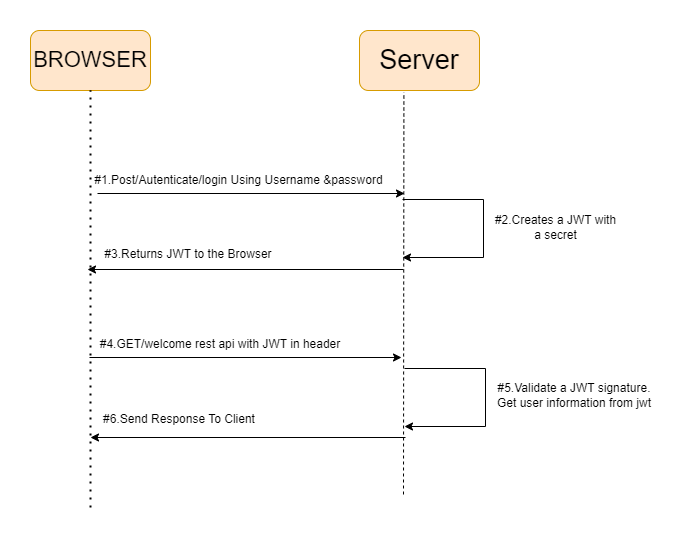 BROWSER
Server
#1.Post/Autenticate/login Using Username &password
#2.Creates a JWT with
a secret
#3.Returns JWT to the Browser
#4.GET/welcome rest api with JWT in header
#5.Validate a JWT signature.
Get user information from jwt
#6.Send Response To Client